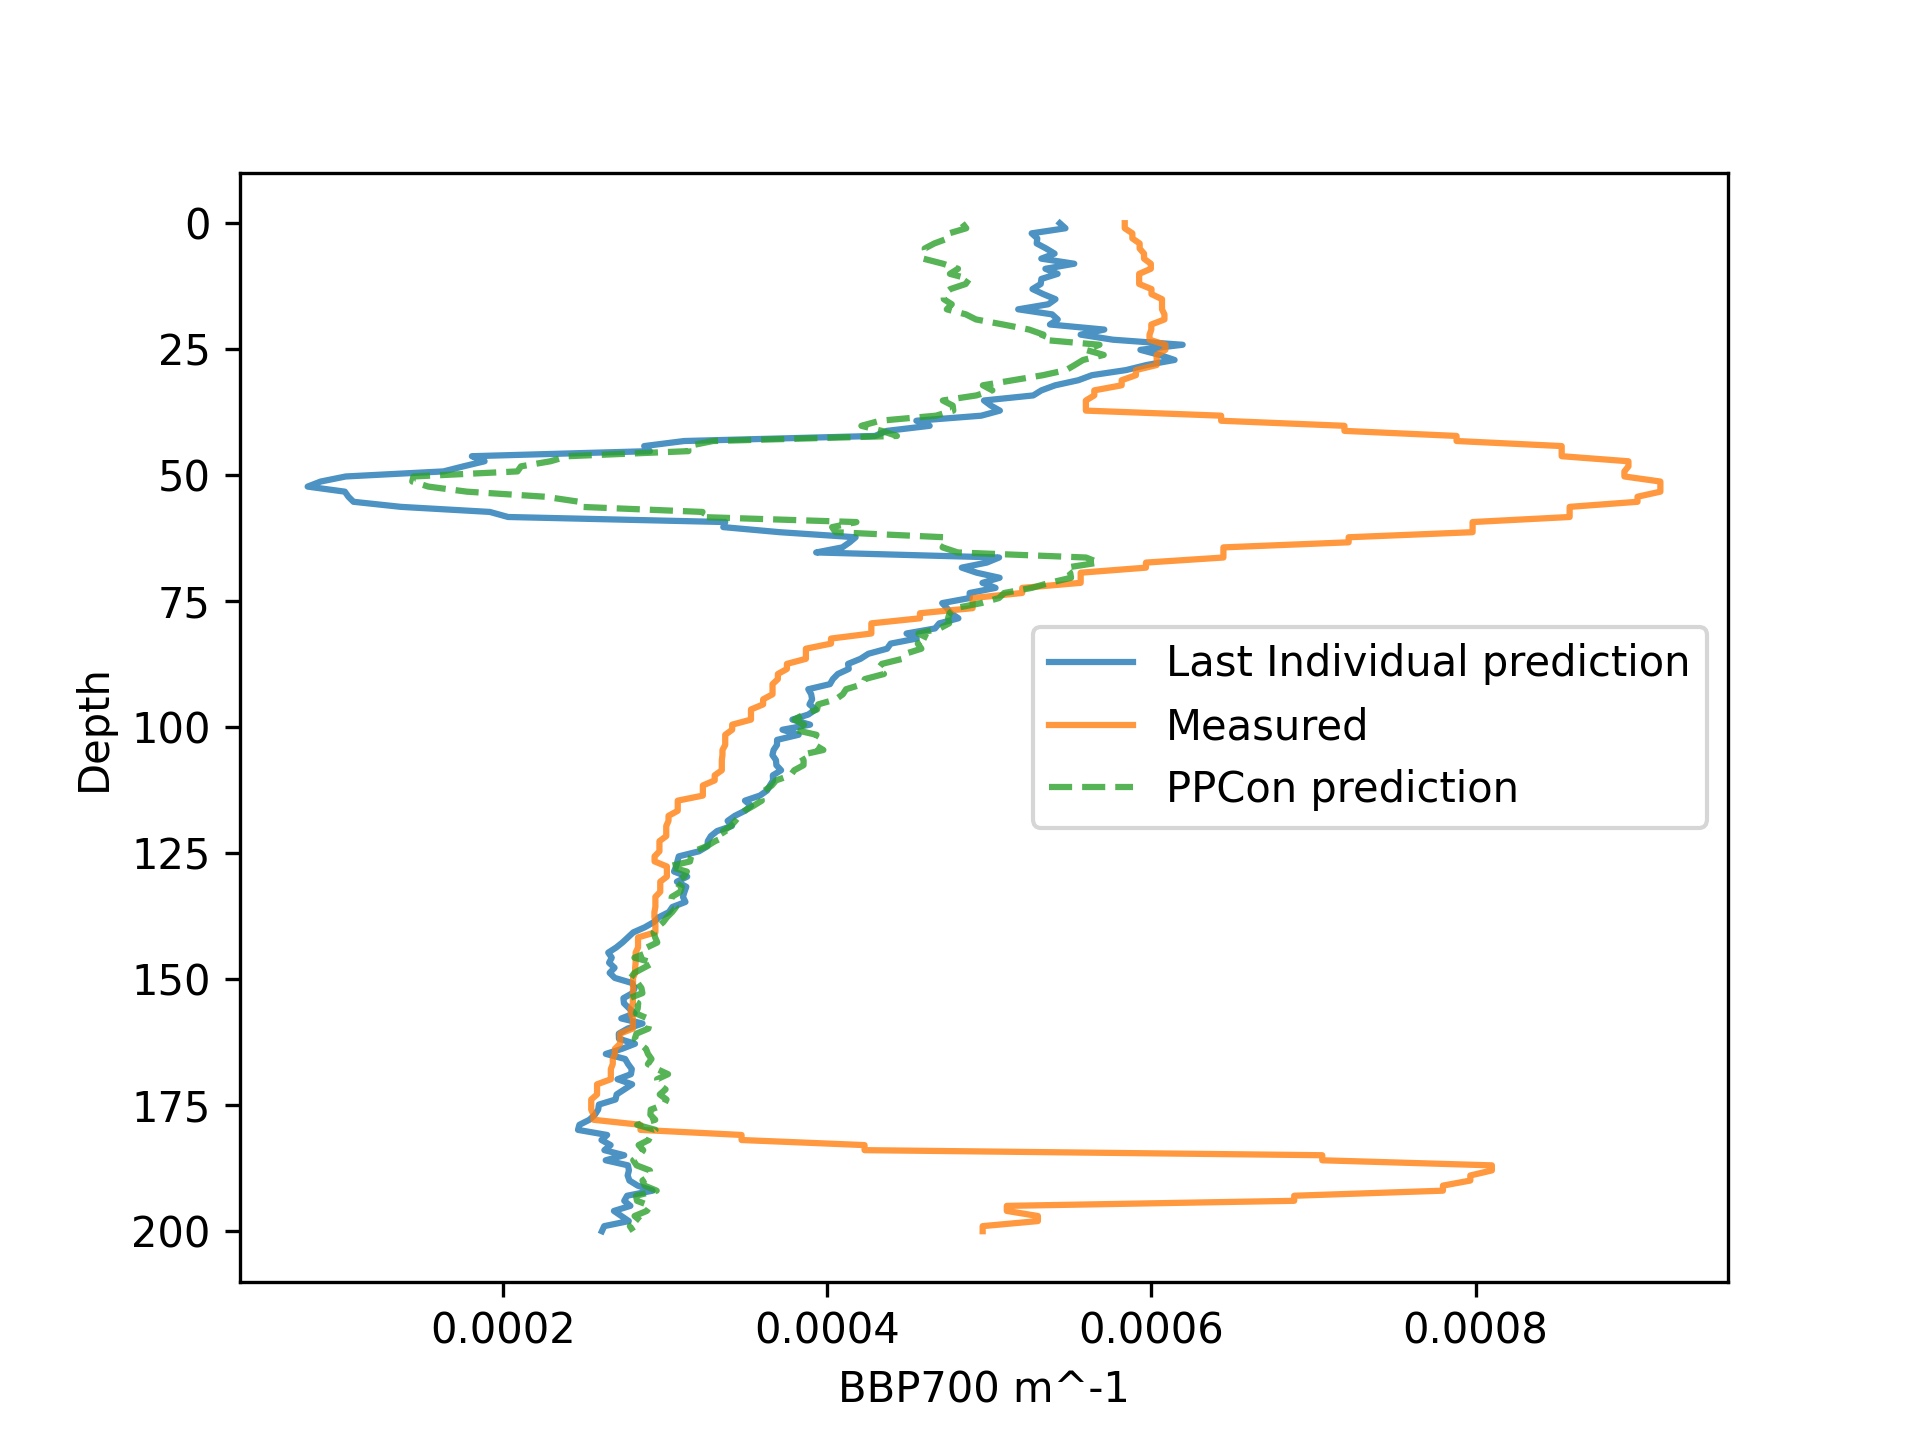 0
25
50
75
100
125
150
175
200
Depth
Last Individual prediction
Measured
PPCon prediction
0.0002 0.0004 0.0006 0.0008
BBP700 m^-1